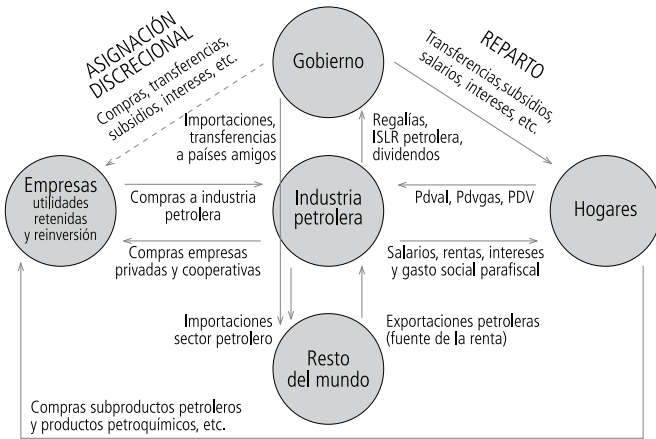 ASIGNACIÓN
DISCRECIONAL
Compras, transferencias,
subsidios, intereses, etc.
Gobierno
REPARTO
Transferencias,subsidios,
salarios, intereses, etc.
Importaciones,
transferencias
a países amigos
Regalías,
ISLR petrolera,
dividendos
Empresas
utilidades
retenidas
y reinversión
Compras a industria
petrolera
Industria
petrolera
Pdval, Pdvgas, PDV
Hogares
Compras empresas
privadas y cooperativas
Salarios, rentas, intereses
y gasto social parafiscal
Importaciones
sector petrolero
Exportaciones petroleras
(fuente de la renta)
Resto
del mundo
Compras subproductos petroleros
y productos petroquímicos, etc.